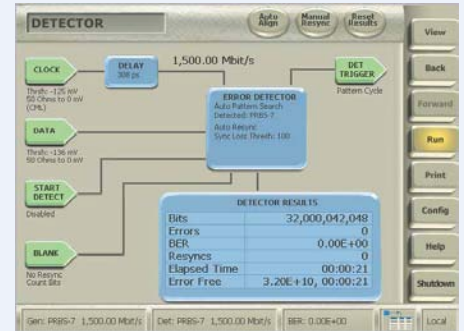 DETECTOR
Auto Align
Manual Resync
Reset Results
View
Back
Forward
Run
Print
Config
Help
Shutdown
CLOCK
Thrsh: -125 mV
50 Ohms to 0 mV
(CML)
DELAY
308 ps
1,500.00 Mbit/s
DET TRIGGER
Pattern Cycle
ERROR DETECTOR
Auto Pattern Search
Detected: PRBS-7
Auto Resync
Sync Loss Thresh: 100
DATA
Thrsh: -136 mV
50 Ohms to 0 mV
START DETECT
Disabled
BLANK
No Resync
Count Bits
DETECTOR RESULTS
Bits 32,000,042,048
Errors 0
BER 0.00E+00
Resyncs 0
Elapsed Time 00:00:21
Error Free 3.20E+10, 00:00:21
Gen: PRBS-7 1,500.00 Mbit/s
Det: PRBS-7 1,500.00 Mbit/s
BER: 0.00E+00
Local